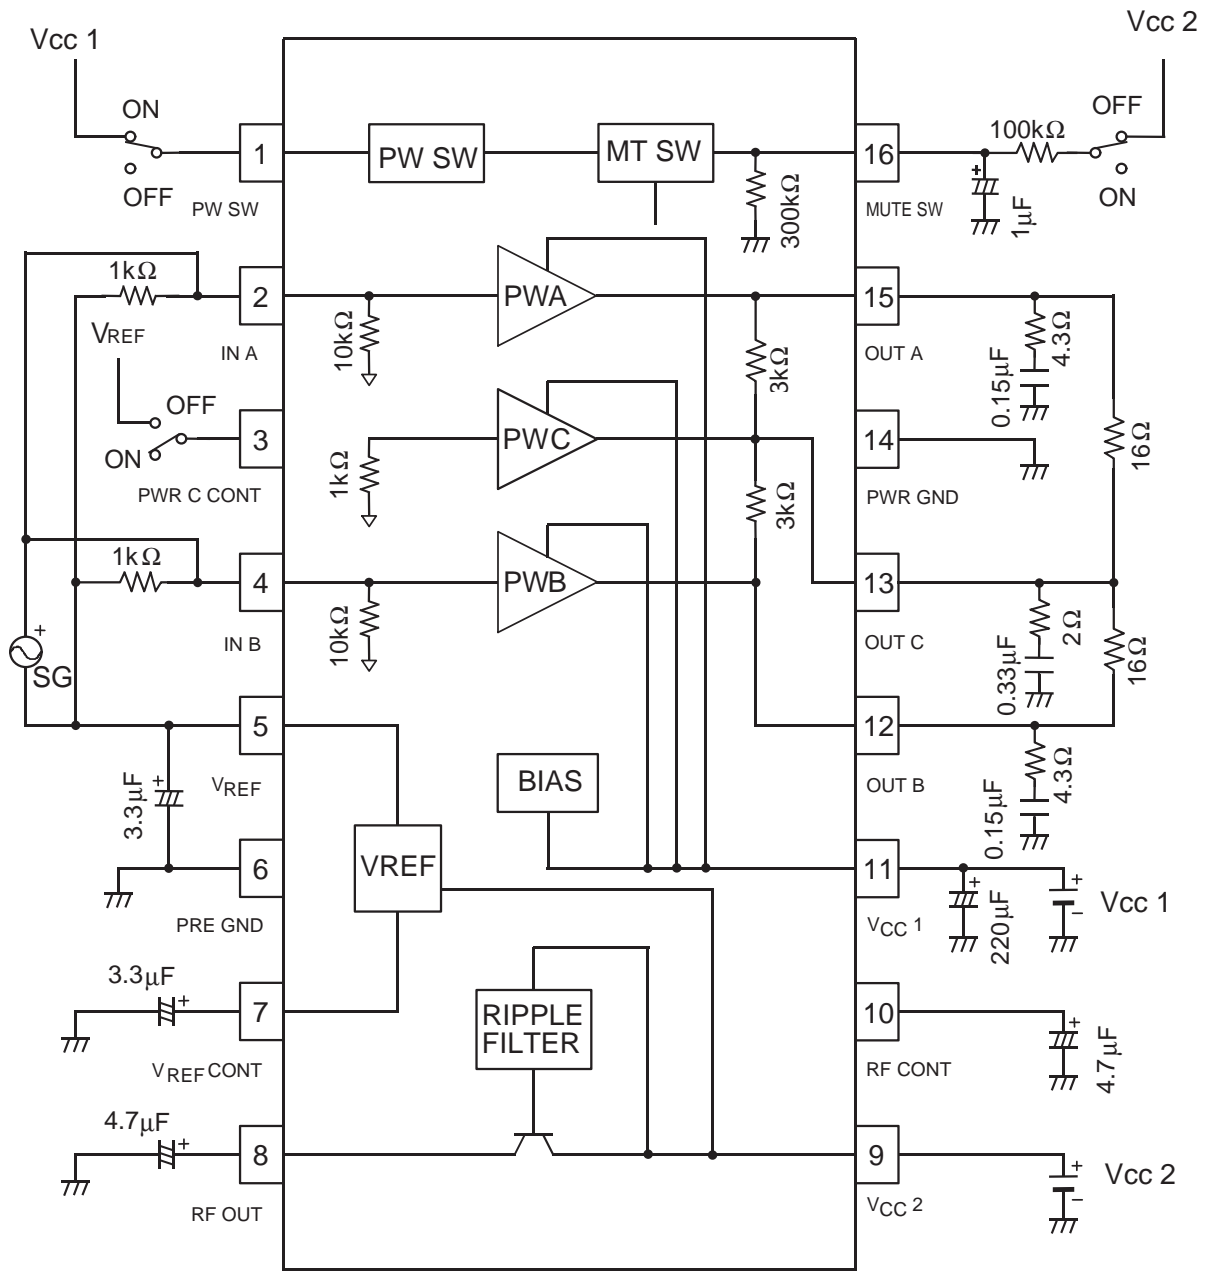 Vcc 1
Vcc 2
ON
OFF
OFF
ON
100kΩ
1
PW SW
PW SW
MT SW
300kΩ
16
MUTE SW
+
1μF
1kΩ
2
IN A
10kΩ
PWA
3kΩ
15
OUT A
4.3Ω
0.15μF
VREF
OFF
ON
3
PWR C CONT
1kΩ
PWC
3kΩ
14
PWR GND
16Ω
1kΩ
4
IN B
10kΩ
PWB
13
OUT C
2Ω
0.33μF
16Ω
+
SG
5
VREF
+
3.3μF
BIAS
12
OUT B
4.3Ω
0.15μF
6
PRE GND
VREF
11
VCC 1
+
220μF
+
−
Vcc 1
3.3μF
+
7
VREF CONT
RIPPLE
FILTER
10
RF CONT
+
4.7μF
4.7μF
+
8
RF OUT
9
VCC 2
+
−
Vcc 2